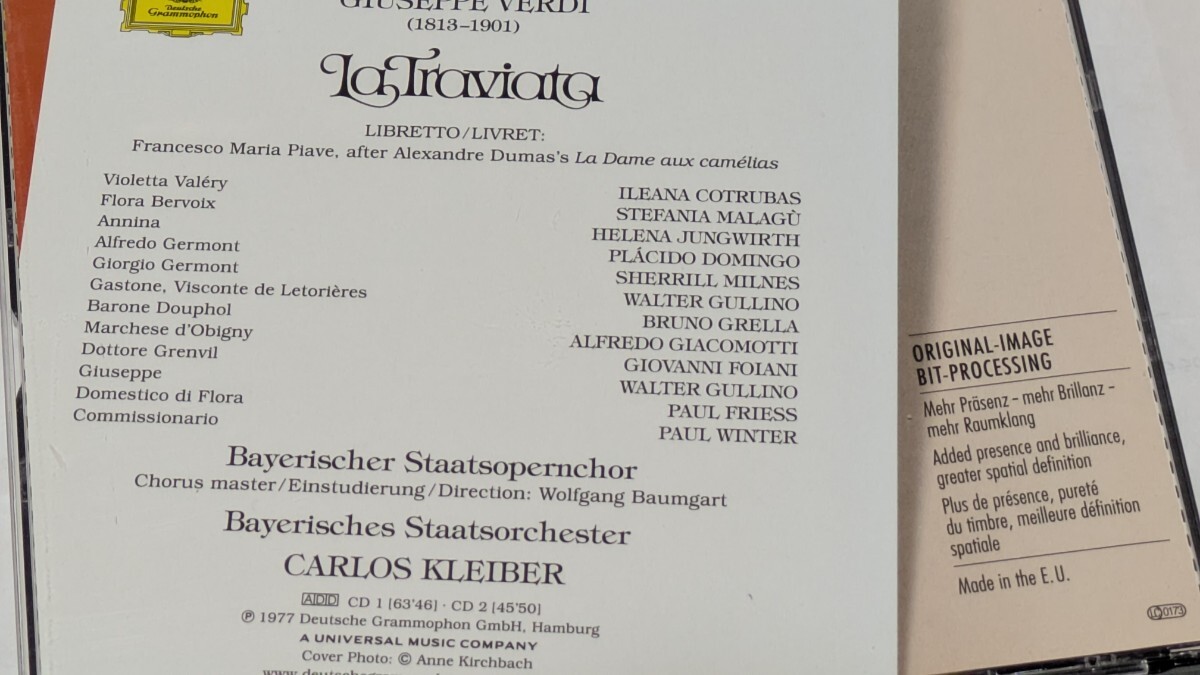 Deutsche
Grammophon
GIUSEPPE VERDI
(1813–1901)
La Traviata
LIBRETTO/LIVRET:
Francesco Maria Piave, after Alexandre Dumas's La Dame aux camélias
Violetta Valéry ILEANA COTRUBAS
Flora Bervoix STEFANIA MALAGÙ
Annina HELENA JUNGWIRTH
Alfredo Germont PLÁCIDO DOMINGO
Giorgio Germont SHERRILL MILNES
Gastone, Visconte de Letorières WALTER GULLINO
Barone Douphol BRUNO GRELLA
Marchese d'Obigny ALFREDO GIACOMOTTI
Dottore Grenvil GIOVANNI FOIANI
Giuseppe WALTER GULLINO
Domestico di Flora PAUL FRIESS
Commissionario PAUL WINTER
Bayerischer Staatsopernchor
Chorus master/Einstudierung/Direction: Wolfgang Baumgart
Bayerisches Staatsorchester
CARLOS KLEIBER
ADD CD 1 [63'46] · CD 2 [45'50]
℗ 1977 Deutsche Grammophon GmbH, Hamburg
A UNIVERSAL MUSIC COMPANY
Cover Photo: © Anne Kirchbach
ORIGINAL-IMAGE
BIT-PROCESSING
Mehr Präsenz – mehr Brillanz –
mehr Raumklang
Added presence and brilliance,
greater spatial definition
Plus de présence, pureté
du timbre, meilleure définition
spatiale
Made in the E.U.
LC 0173